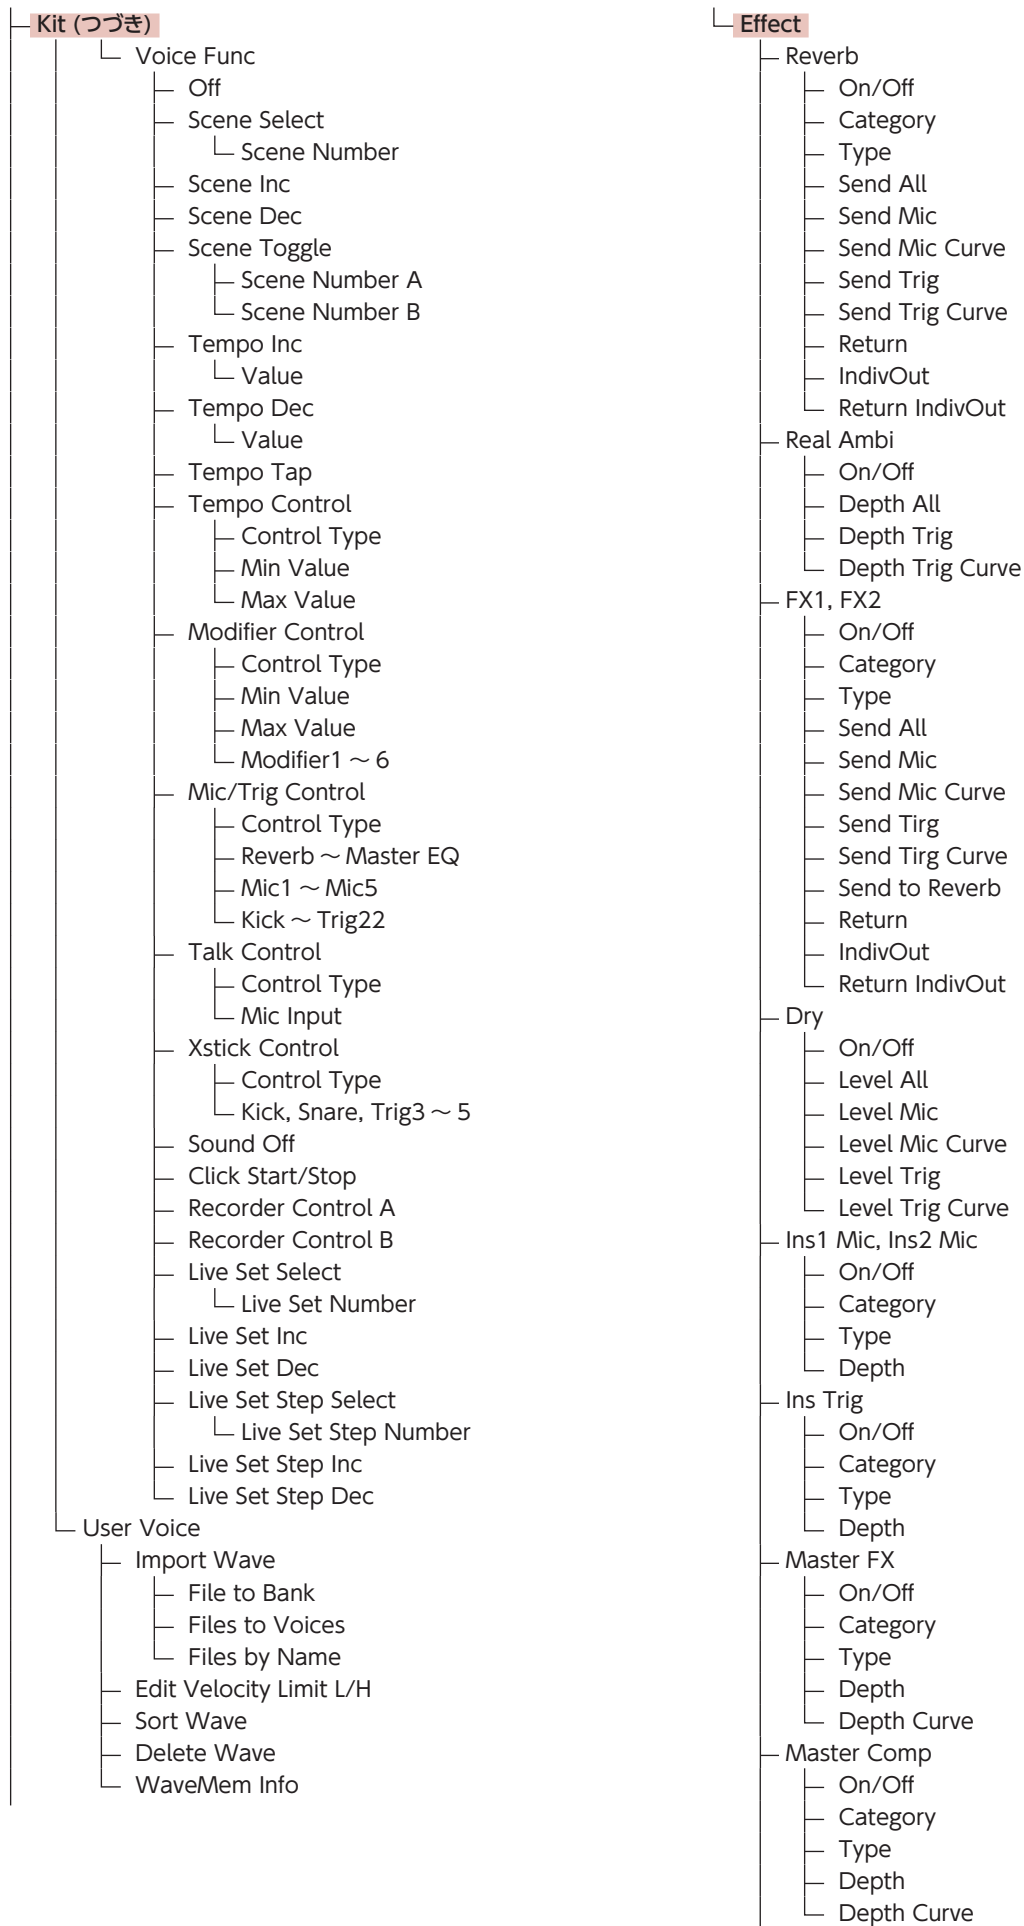 Kit (つづき)
Voice Func
Off
Scene Select
Scene Number
Scene Inc
Scene Dec
Scene Toggle
Scene Number A
Scene Number B
Tempo Inc
Value
Tempo Dec
Value
Tempo Tap
Tempo Control
Control Type
Min Value
Max Value
Modifier Control
Control Type
Min Value
Max Value
Modifier1 ～ 6
Mic/Trig Control
Control Type
Reverb ～ Master EQ
Mic1 ～ Mic5
Kick ～ Trig22
Talk Control
Control Type
Mic Input
Xstick Control
Control Type
Kick, Snare, Trig3 ～ 5
Sound Off
Click Start/Stop
Recorder Control A
Recorder Control B
Live Set Select
Live Set Number
Live Set Inc
Live Set Dec
Live Set Step Select
Live Set Step Number
Live Set Step Inc
Live Set Step Dec
User Voice
Import Wave
File to Bank
Files to Voices
Files by Name
Edit Velocity Limit L/H
Sort Wave
Delete Wave
WaveMem Info
Effect
Reverb
On/Off
Category
Type
Send All
Send Mic
Send Mic Curve
Send Trig
Send Trig Curve
Return
IndivOut
Return IndivOut
Real Ambi
On/Off
Depth All
Depth Trig
Depth Trig Curve
FX1, FX2
On/Off
Category
Type
Send All
Send Mic
Send Mic Curve
Send Tirg
Send Tirg Curve
Send to Reverb
Return
IndivOut
Return IndivOut
Dry
On/Off
Level All
Level Mic
Level Mic Curve
Level Trig
Level Trig Curve
Ins1 Mic, Ins2 Mic
On/Off
Category
Type
Depth
Ins Trig
On/Off
Category
Type
Depth
Master FX
On/Off
Category
Type
Depth
Depth Curve
Master Comp
On/Off
Category
Type
Depth
Depth Curve